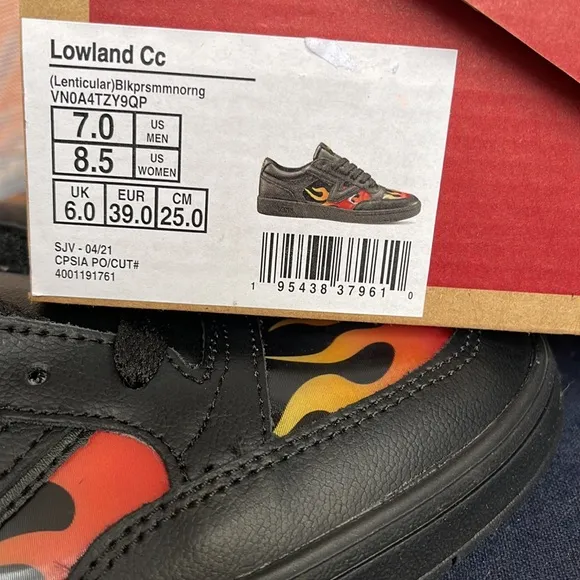 Lowland Cc
(Lenticular)Blkprsmmnorng
VN0A4TZY9QP
7.0 US MEN
8.5 US WOMEN
UK EUR CM
6.0 39.0 25.0
SJV - 04/21
CPSIA PO/CUT#
4001191761
1 95438 37961 0